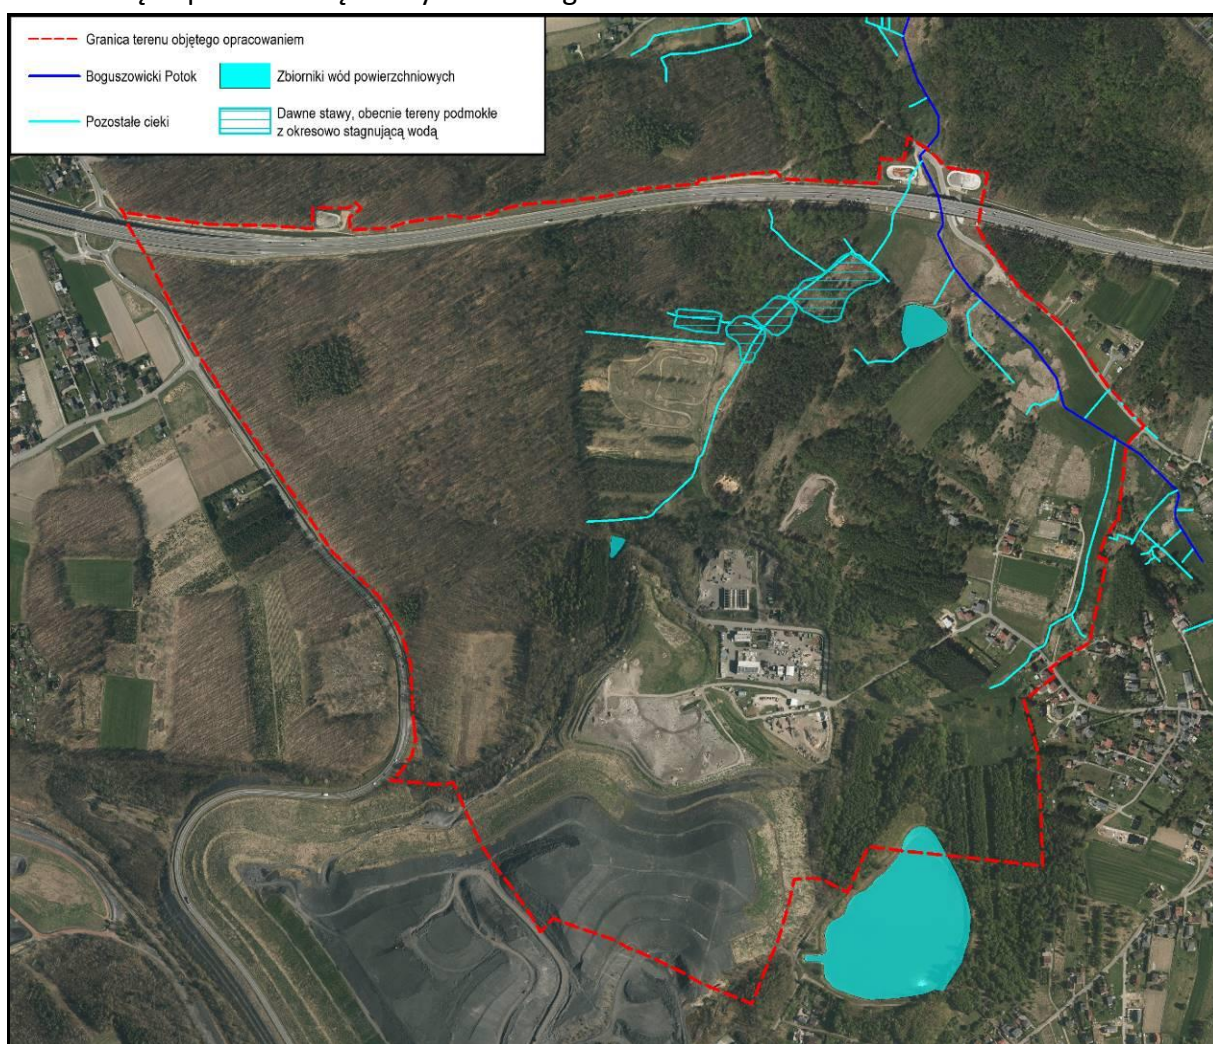 Granica terenu objętego opracowaniem
Boguszowicki Potok
Zbiorniki wód powierzchniowych
Pozostałe cieki
Dawne stawy, obecnie tereny podmokłe
z okresowo stagnującą wodą